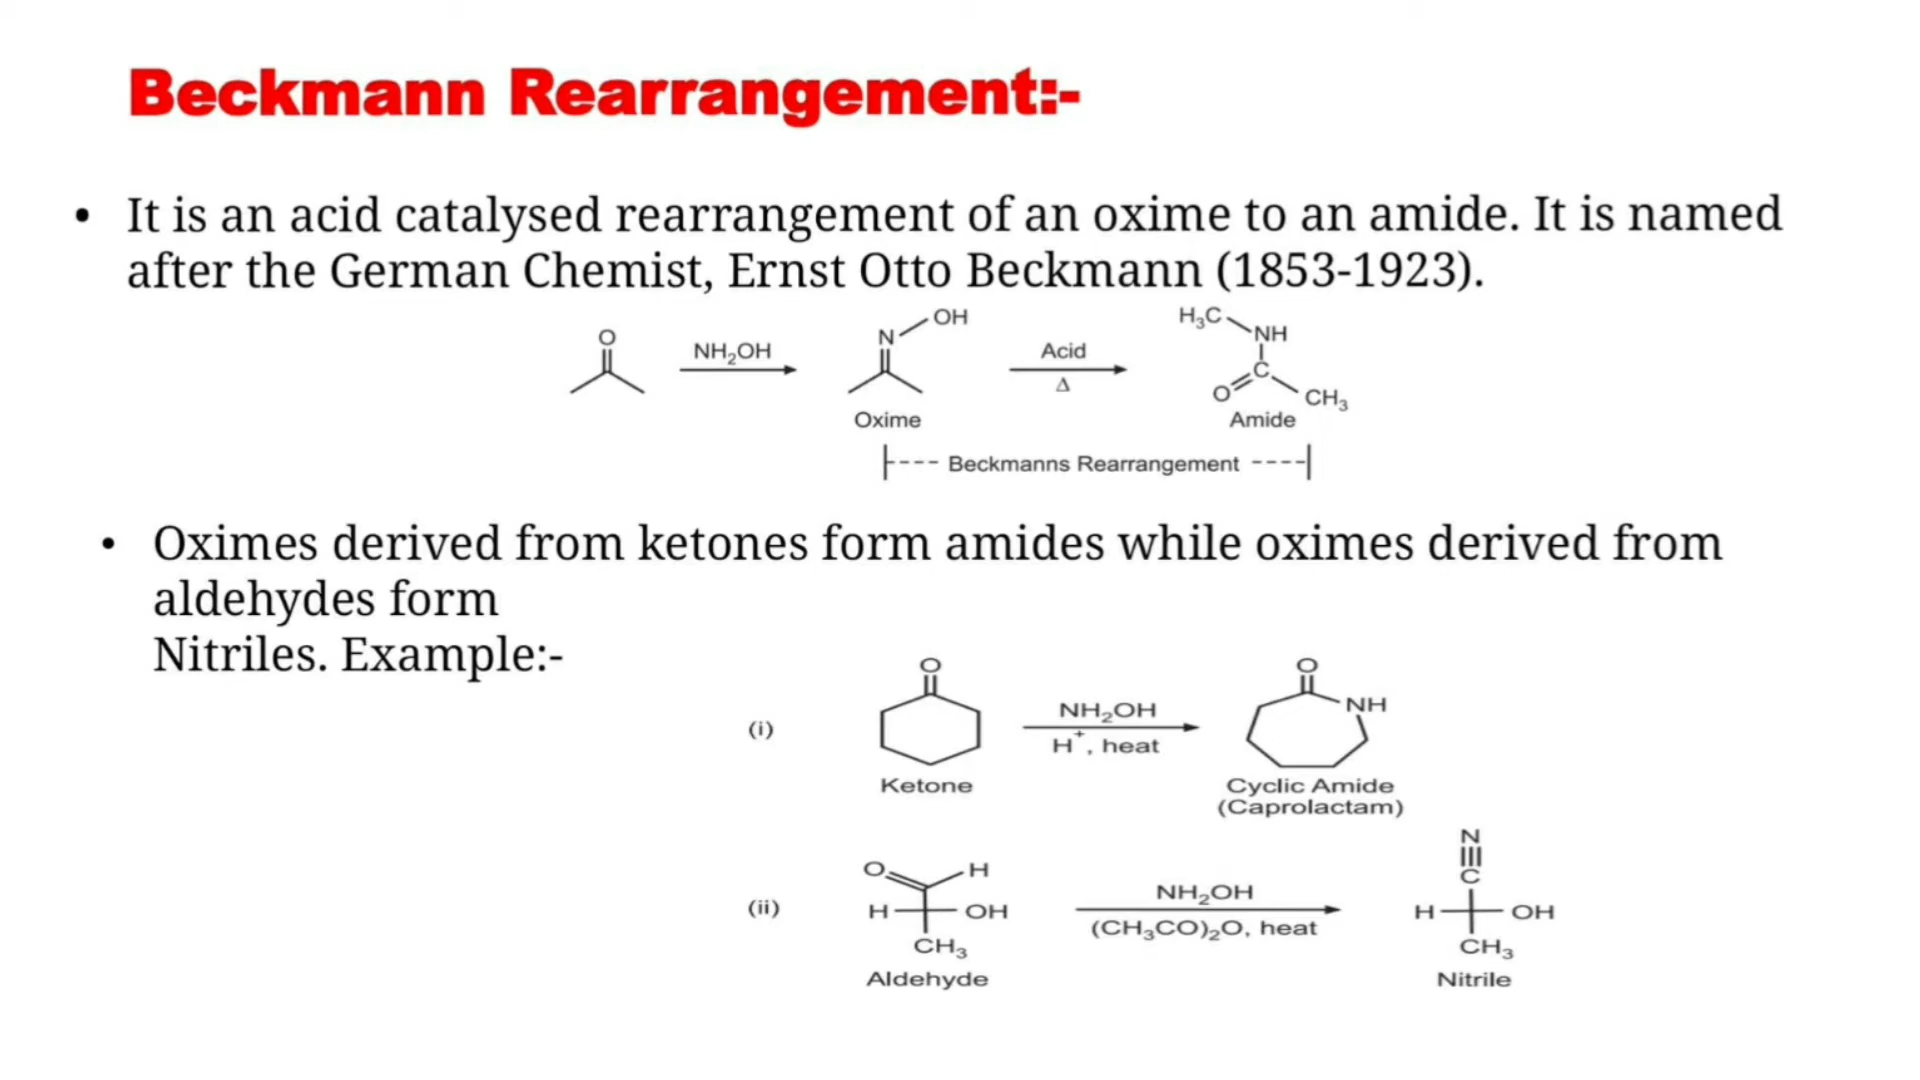 Beckmann Rearrangement:-
• It is an acid catalysed rearrangement of an oxime to an amide. It is named
after the German Chemist, Ernst Otto Beckmann (1853-1923).
O
NH₂OH
N
OH
Oxime
Acid
Δ
H₃C
NH
C
O
CH₃
Amide
Beckmanns Rearrangement
• Oximes derived from ketones form amides while oximes derived from
aldehydes form
Nitriles. Example:-
(i)
O
Ketone
NH₂OH
H⁺, heat
O
NH
Cyclic Amide
(Caprolactam)
(ii)
O
H
H
OH
CH₃
Aldehyde
NH₂OH
(CH₃CO)₂O, heat
N
C
H
OH
CH₃
Nitrile